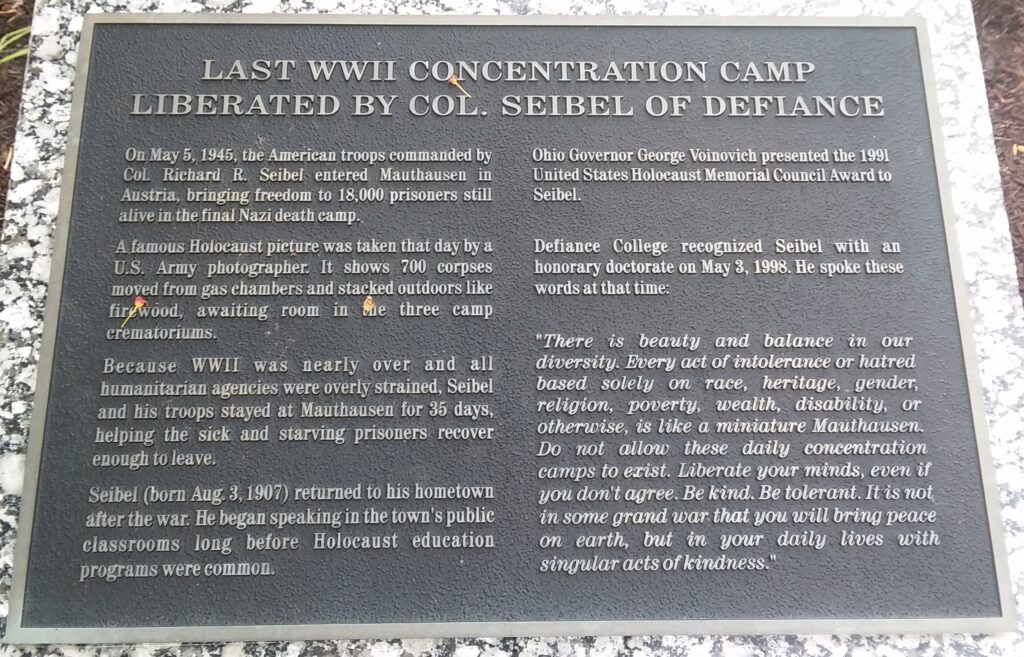 LAST WWII CONCENTRATION CAMP
LIBERATED BY COL. SEIBEL OF DEFIANCE
On May 5, 1945, the American troops commanded by
Col. Richard R. Seibel entered Mauthausen in
Austria, bringing freedom to 18,000 prisoners still
alive in the final Nazi death camp.
A famous Holocaust picture was taken that day by a
U.S. Army photographer. It shows 700 corpses
moved from gas chambers and stacked outdoors like
firewood, awaiting room in the three camp
crematoriums.
Because WWII was nearly over and all
humanitarian agencies were overly strained, Seibel
and his troops stayed at Mauthausen for 35 days,
helping the sick and starving prisoners recover
enough to leave.
Seibel (born Aug. 3, 1907) returned to his hometown
after the war. He began speaking in the town's public
classrooms long before Holocaust education
programs were common.
Ohio Governor George Voinovich presented the 1991
United States Holocaust Memorial Council Award to
Seibel.
Defiance College recognized Seibel with an
honorary doctorate on May 3, 1998. He spoke these
words at that time:
"There is beauty and balance in our
diversity. Every act of intolerance or hatred
based solely on race, heritage, gender,
religion, poverty, wealth, disability, or
otherwise, is like a miniature Mauthausen.
Do not allow these daily concentration
camps to exist. Liberate your minds, even if
you don't agree. Be kind. Be tolerant. It is not
in some grand war that you will bring peace
on earth, but in your daily lives with
singular acts of kindness."